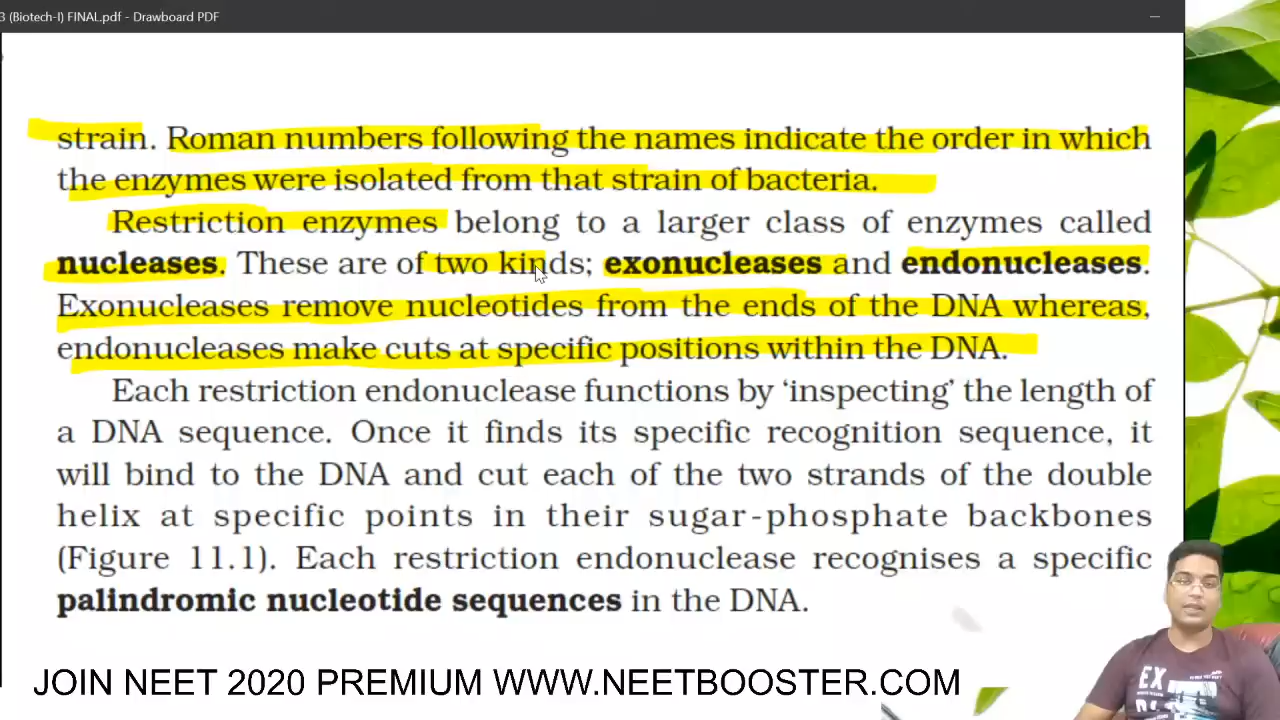 3 (Biotech-I) FINAL.pdf - Drawboard PDF
strain. Roman numbers following the names indicate the order in which
the enzymes were isolated from that strain of bacteria.
Restriction enzymes belong to a larger class of enzymes called
nucleases. These are of two kinds; exonucleases and endonucleases.
Exonucleases remove nucleotides from the ends of the DNA whereas,
endonucleases make cuts at specific positions within the DNA.
Each restriction endonuclease functions by ‘inspecting’ the length of
a DNA sequence. Once it finds its specific recognition sequence, it
will bind to the DNA and cut each of the two strands of the double
helix at specific points in their sugar-phosphate backbones
(Figure 11.1). Each restriction endonuclease recognises a specific
palindromic nucleotide sequences in the DNA.
JOIN NEET 2020 PREMIUM WWW.NEETBOOSTER.COM
EX